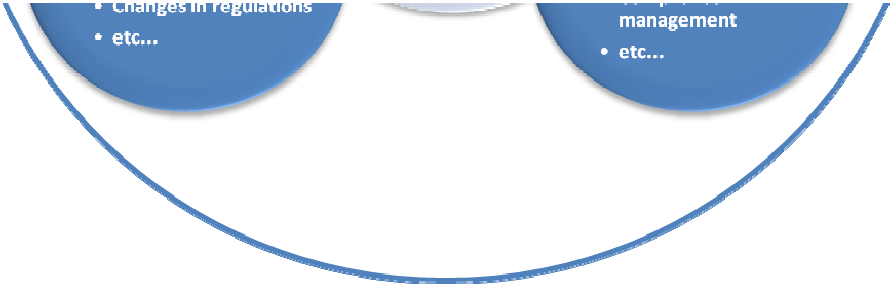 • Changes in regulations
• etc...
management
• etc...